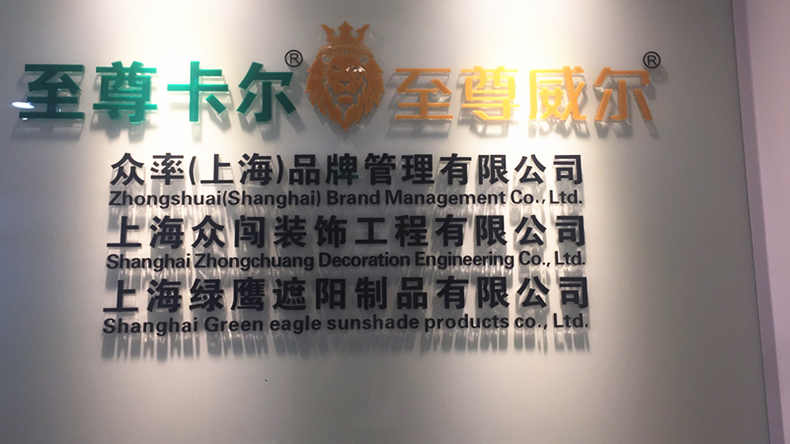 至尊卡尔® 至尊威尔®
众率(上海)品牌管理有限公司
Zhongshuai(Shanghai) Brand Management Co., Ltd.
上海众闯装饰工程有限公司
Shanghai Zhongchuang Decoration Engineering Co., Ltd.
上海绿鹰遮阳制品有限公司
Shanghai Green eagle sunshade products co., Ltd.